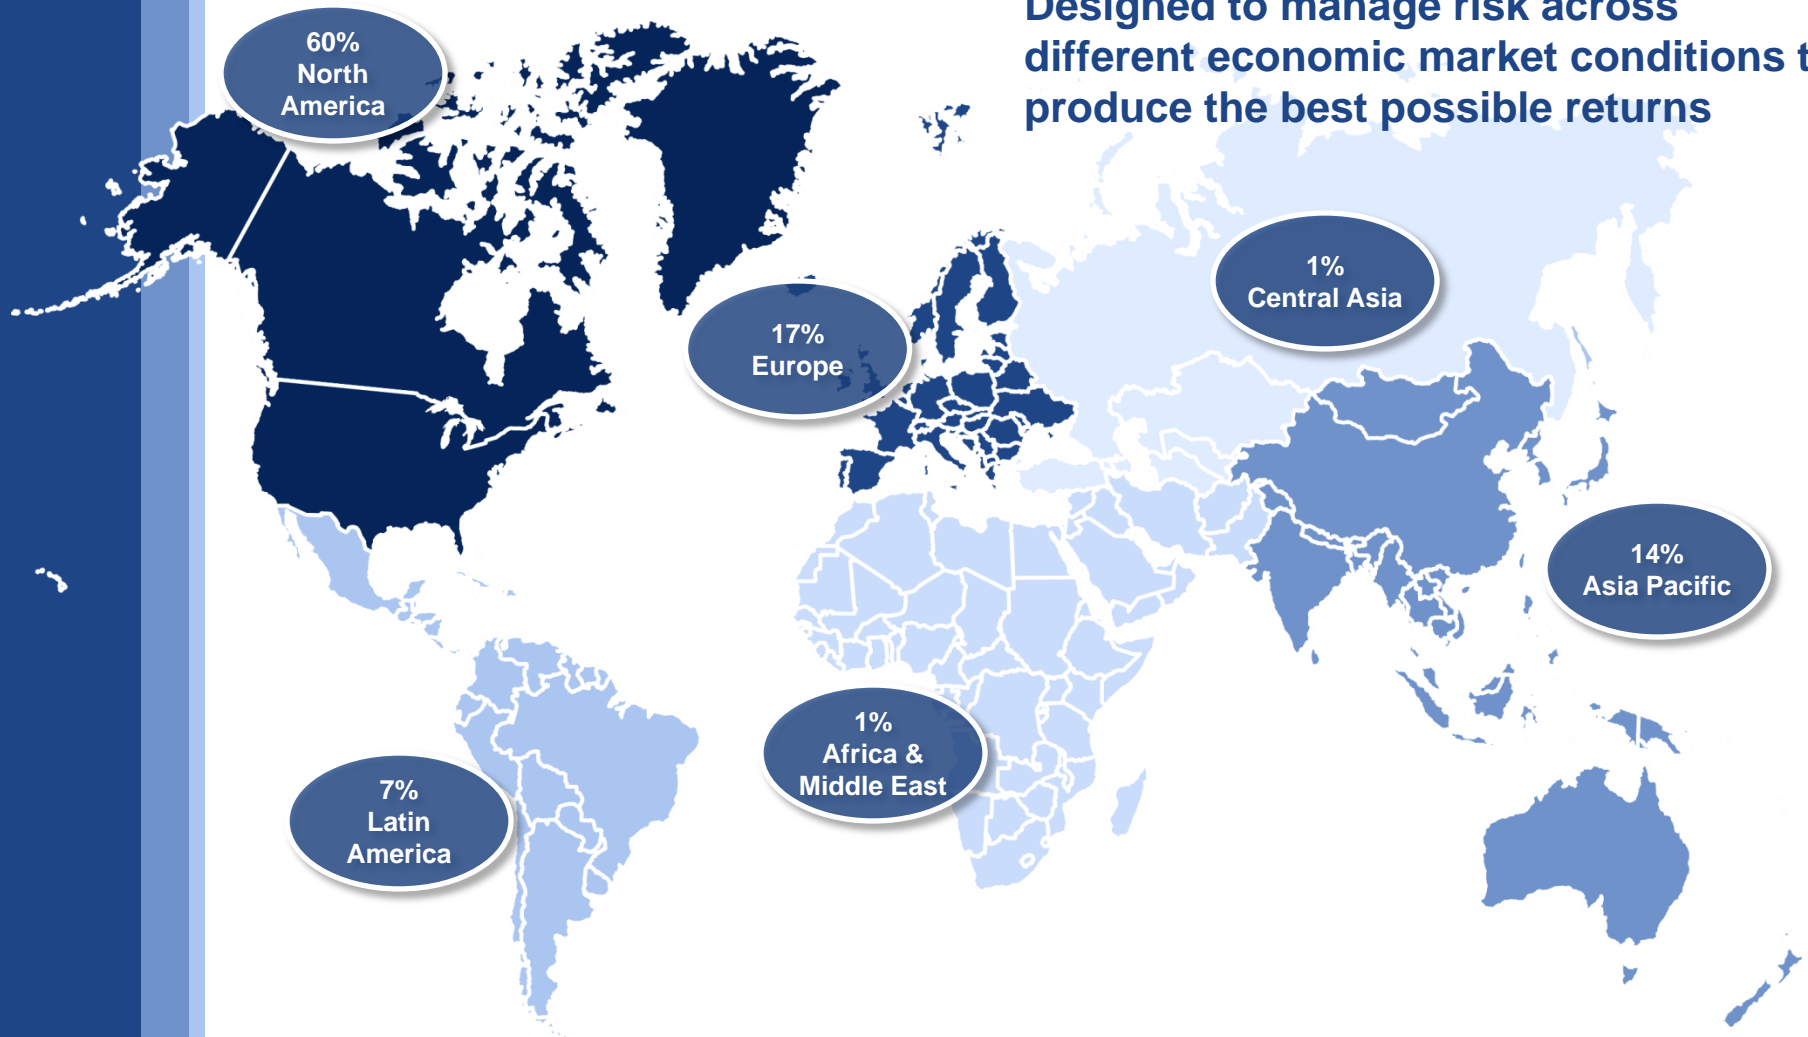 Designed to manage risk across
different economic market conditions t
produce the best possible returns
60%
North
America
1%
Central Asia
17%
Europe
14%
Asia Pacific
1%
Africa &
Middle East
7%
Latin
America